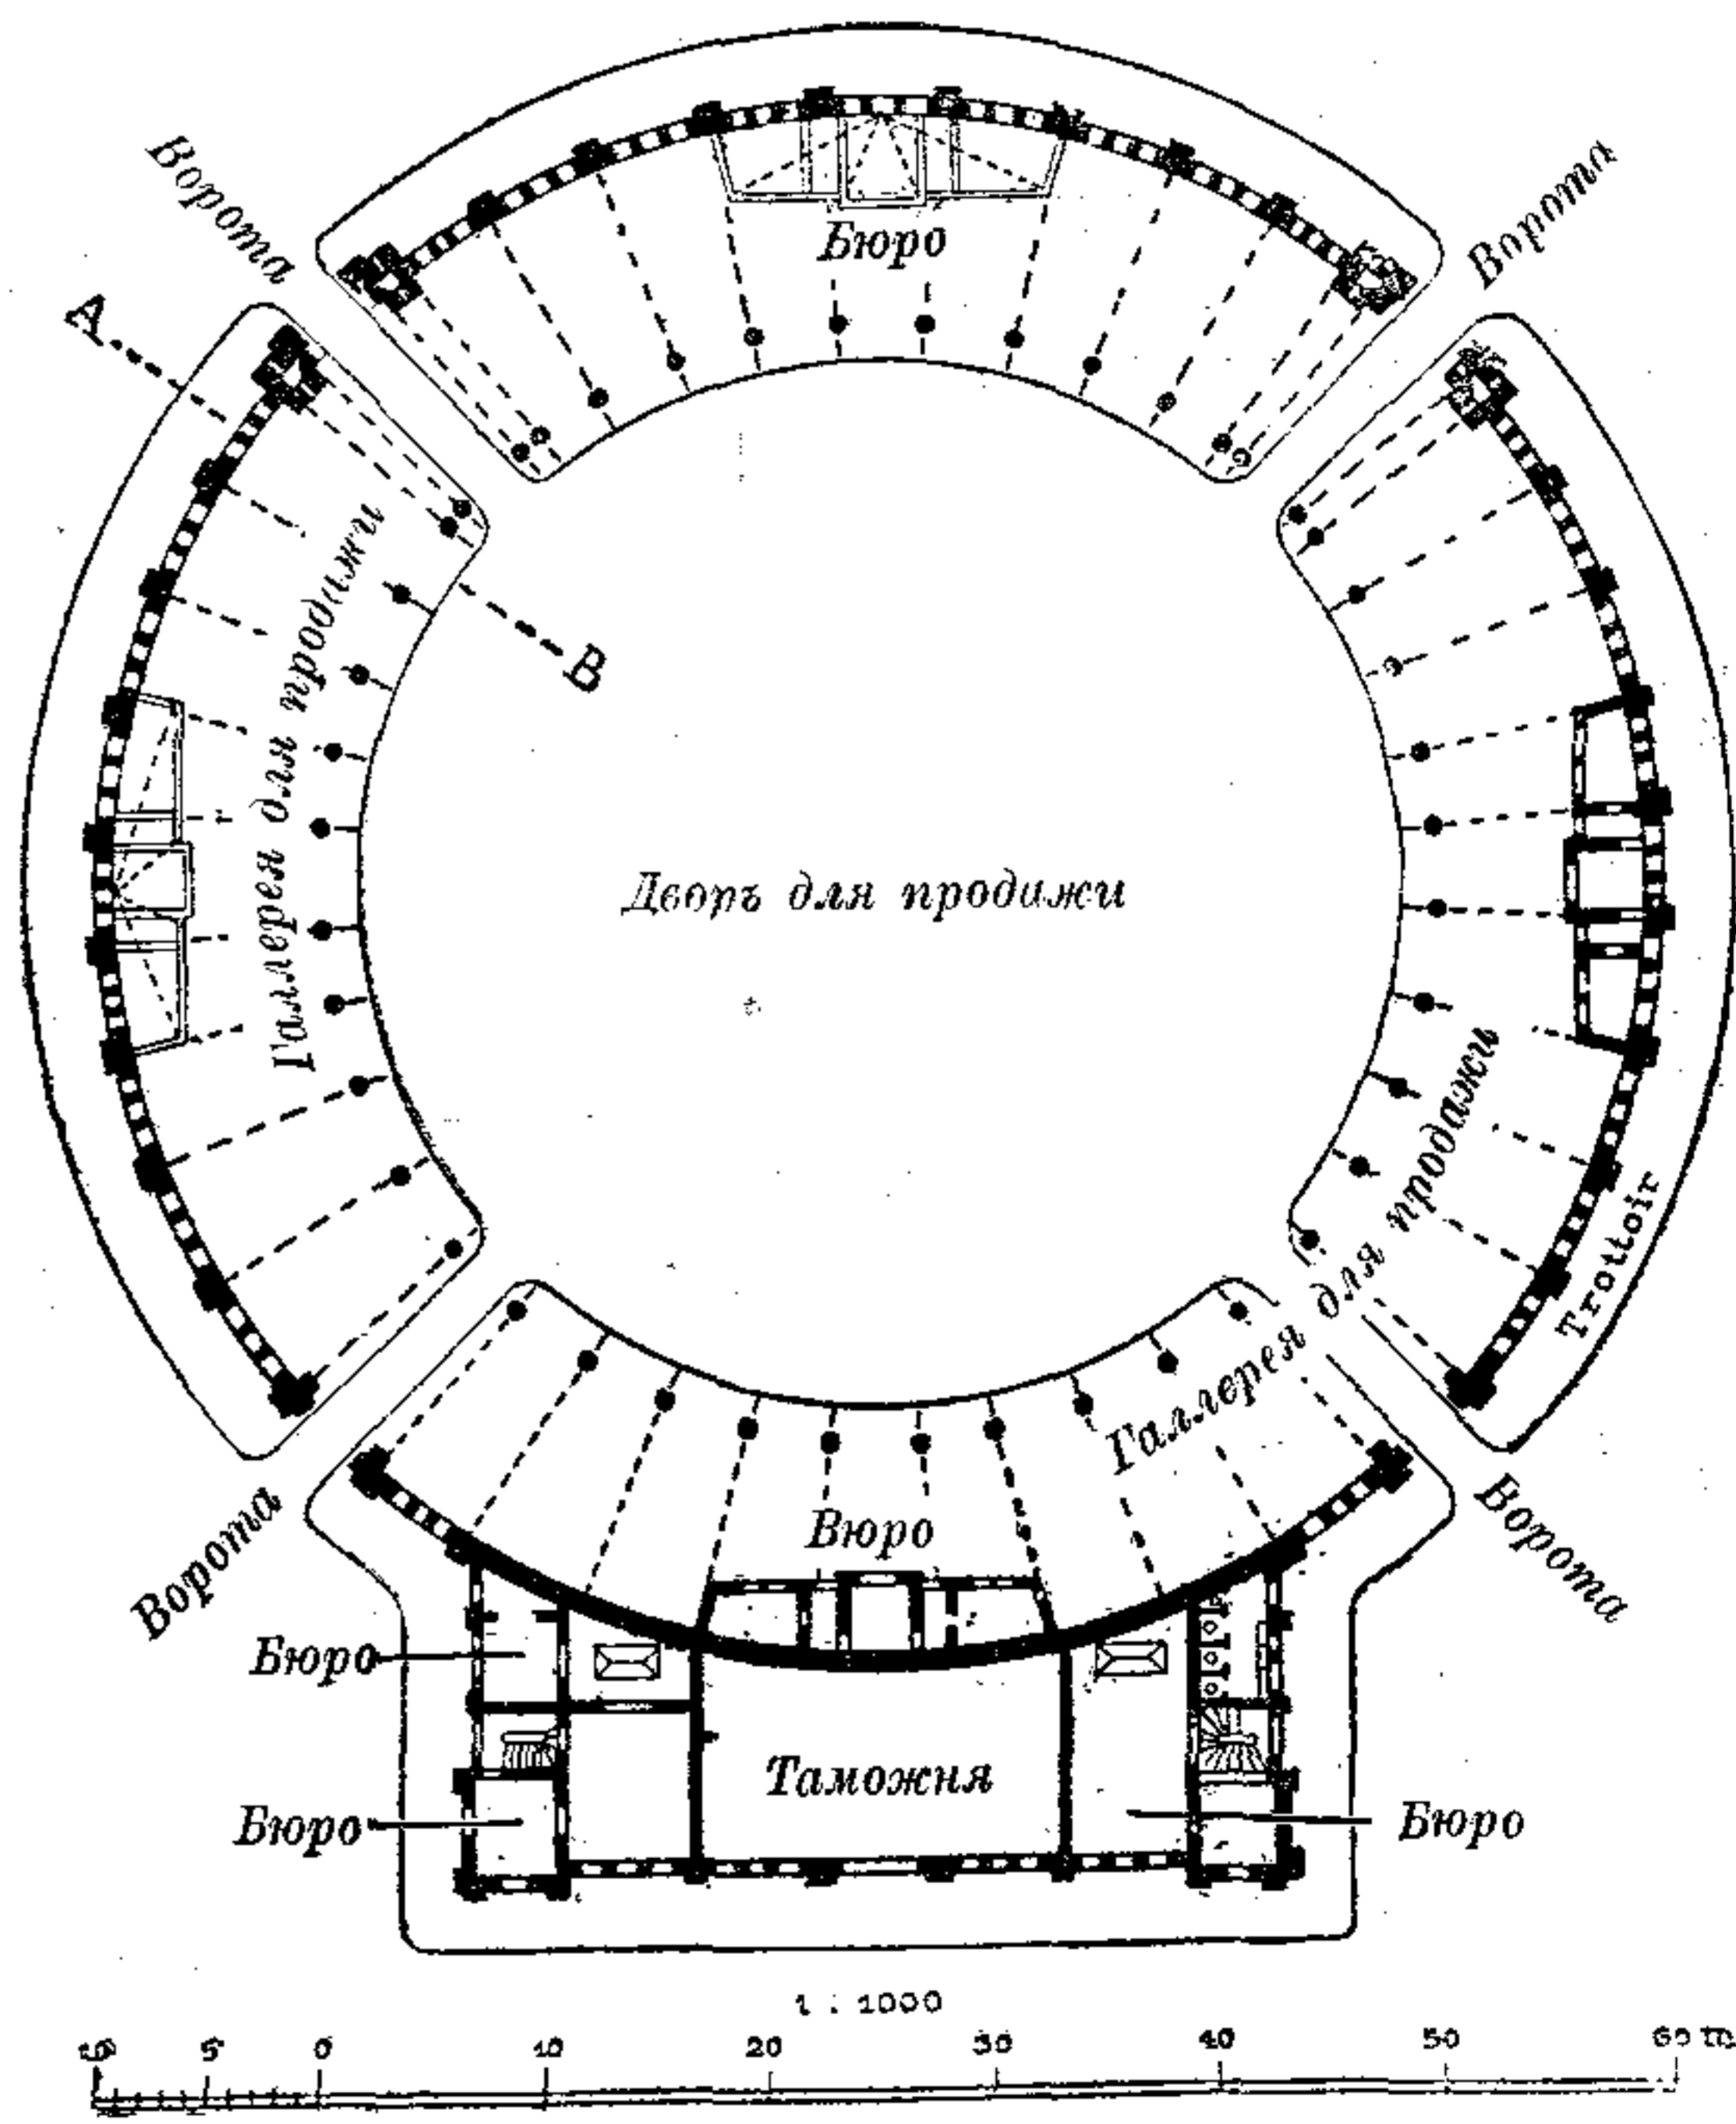 Ворота
Ворота
Бюро
A
B
Галлерея для продажи
Дворъ для продажи
Галлерея для продажи
Trottoir
Ворота
Ворота
Бюро
Бюро
Таможня
Бюро
Бюро
1 : 1000
10 5 0 10 20 30 40 50 60 m